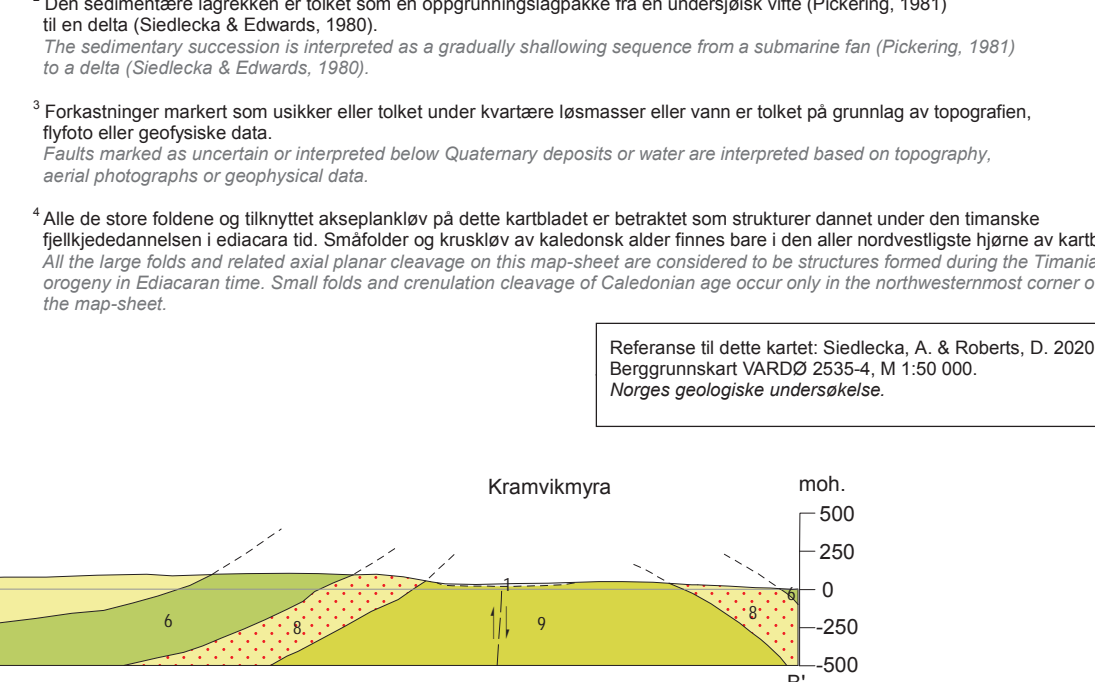 ² Den sedimentære lagrekken er tolket som en oppgrunningslagpakke fra en undersjøisk vifte (Pickering, 1981)
til en delta (Siedlecka & Edwards, 1980).
The sedimentary succession is interpreted as a gradually shallowing sequence from a submarine fan (Pickering, 1981)
to a delta (Siedlecka & Edwards, 1980).
³ Forkastninger markert som usikker eller tolket under kvartære løsmasser eller vann er tolket på grunnlag av topografien,
flyfoto eller geofysiske data.
Faults marked as uncertain or interpreted below Quaternary deposits or water are interpreted based on topography,
aerial photographs or geophysical data.
⁴ Alle de store foldene og tilknyttet akseplankløv på dette kartbladet er betraktet som strukturer dannet under den timanske
fjellkjededannelsen i ediacara tid. Småfolder og kruskløv av kaledonsk alder finnes bare i den aller nordvestligste hjørne av kartb
All the large folds and related axial planar cleavage on this map-sheet are considered to be structures formed during the Timania
orogeny in Ediacaran time. Small folds and crenulation cleavage of Caledonian age occur only in the northwesternmost corner o
the map-sheet.
Referanse til dette kartet: Siedlecka, A. & Roberts, D. 2020
Berggrunnskart VARDØ 2535-4, M 1:50 000.
Norges geologiske undersøkelse.
Kramvikmyra
moh.
500
250
0
-250
-500
1
6
6
8
8
9
B'